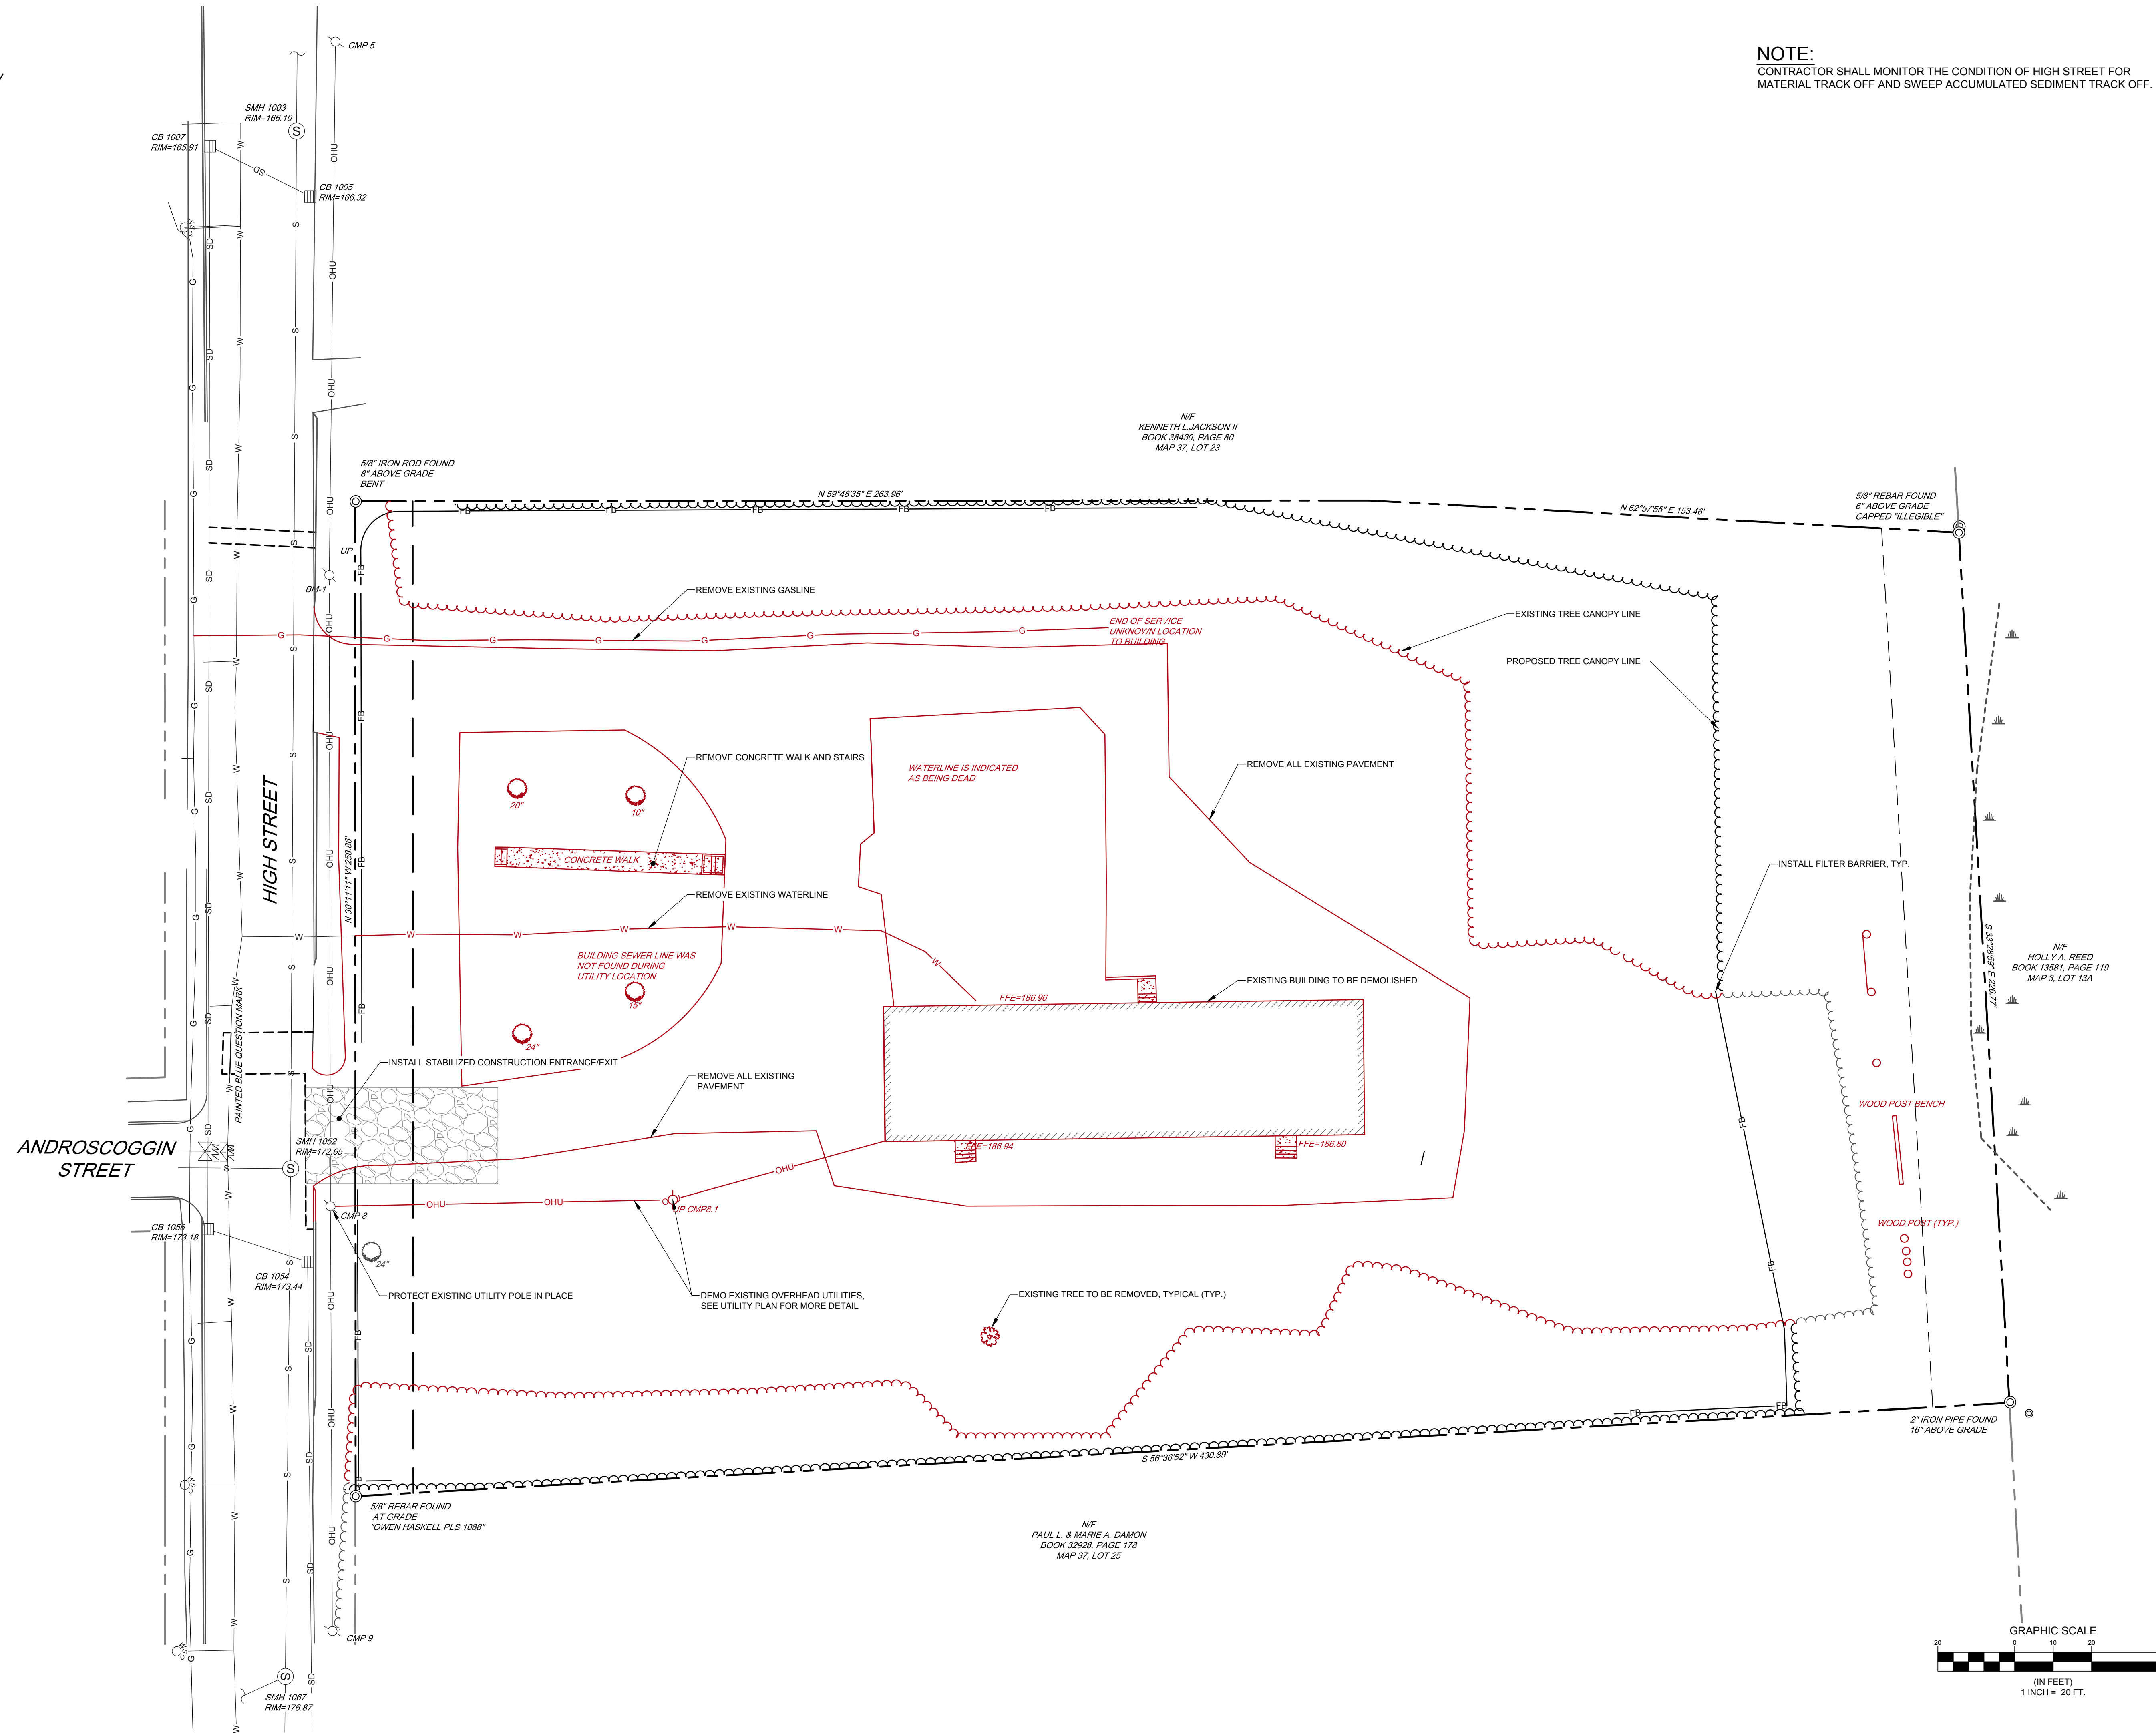 NOTE:
CONTRACTOR SHALL MONITOR THE CONDITION OF HIGH STREET FOR
MATERIAL TRACK OFF AND SWEEP ACCUMULATED SEDIMENT TRACK OFF.
CMP 5
SMH 1003
RIM=166.10
S
CB 1007
RIM=165.91
SD
CB 1005
RIM=166.32
N/F
KENNETH L.JACKSON II
BOOK 38430, PAGE 80
MAP 37, LOT 23
5/8" IRON ROD FOUND
8" ABOVE GRADE
BENT
N 59°48'35" E 263.96'
N 62°57'55" E 153.46'
5/8" REBAR FOUND
6" ABOVE GRADE
CAPPED "ILLEGIBLE"
FB FB FB FB FB
UP
BM-1
REMOVE EXISTING GASLINE
EXISTING TREE CANOPY LINE
END OF SERVICE
UNKNOWN LOCATION
TO BUILDING
G G G G G G G G
PROPOSED TREE CANOPY LINE
REMOVE CONCRETE WALK AND STAIRS
WATERLINE IS INDICATED
AS BEING DEAD
REMOVE ALL EXISTING PAVEMENT
20"
10"
HIGH STREET
N 30°11'11" W 258.86'
CONCRETE WALK
INSTALL FILTER BARRIER, TYP.
REMOVE EXISTING WATERLINE
W W W W W W W
BUILDING SEWER LINE WAS
NOT FOUND DURING
UTILITY LOCATION
S 33°28'59" E 226.77'
N/F
HOLLY A. REED
BOOK 13581, PAGE 119
MAP 3, LOT 13A
EXISTING BUILDING TO BE DEMOLISHED
FFE=186.96
15"
24"
PAINTED BLUE QUESTION MARK
INSTALL STABILIZED CONSTRUCTION ENTRANCE/EXIT
REMOVE ALL EXISTING
PAVEMENT
WOOD POST BENCH
ANDROSCOGGIN
STREET
SMH 1052
RIM=172.65
S
FFE=186.94
FFE=186.80
OHU OHU OHU
UP CMP8.1
CMP 8
WOOD POST (TYP.)
CB 1056
RIM=173.18
24"
CB 1054
RIM=173.44
PROTECT EXISTING UTILITY POLE IN PLACE
DEMO EXISTING OVERHEAD UTILITIES,
SEE UTILITY PLAN FOR MORE DETAIL
EXISTING TREE TO BE REMOVED, TYPICAL (TYP.)
FB FB
2" IRON PIPE FOUND
16" ABOVE GRADE
S 56°36'52" W 430.89'
5/8" REBAR FOUND
AT GRADE
"OWEN HASKELL PLS 1088"
N/F
PAUL L. & MARIE A. DAMON
BOOK 32928, PAGE 178
MAP 37, LOT 25
CMP 9
S
SMH 1067
RIM=176.87
GRAPHIC SCALE
20 0 10 20
(IN FEET)
1 INCH = 20 FT.